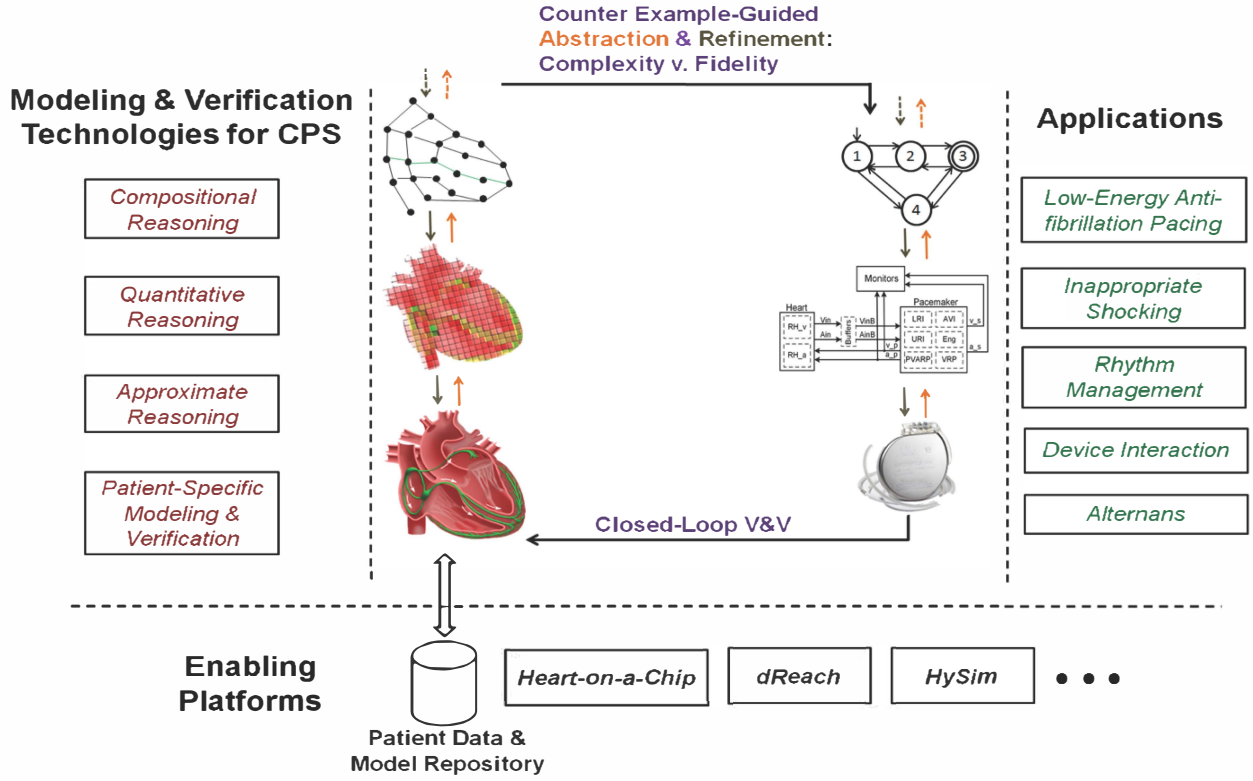 Counter Example-Guided
Abstraction & Refinement:
Complexity v. Fidelity
Modeling & Verification
Technologies for CPS
Compositional
Reasoning
Quantitative
Reasoning
Approximate
Reasoning
Patient-Specific
Modeling &
Verification
1
2
3
4
Monitors
Heart
RH_v
RH_a
Vin
Ain
Buffers
VinB
AinB
v_p
a_p
Pacemaker
LRI
AVI
URI
Eng
PVARP
VRP
v_s
a_s
Closed-Loop V&V
Applications
Low-Energy Anti-
fibrillation Pacing
Inappropriate
Shocking
Rhythm
Management
Device Interaction
Alternans
Enabling
Platforms
Patient Data &
Model Repository
Heart-on-a-Chip
dReach
HySim
• • •